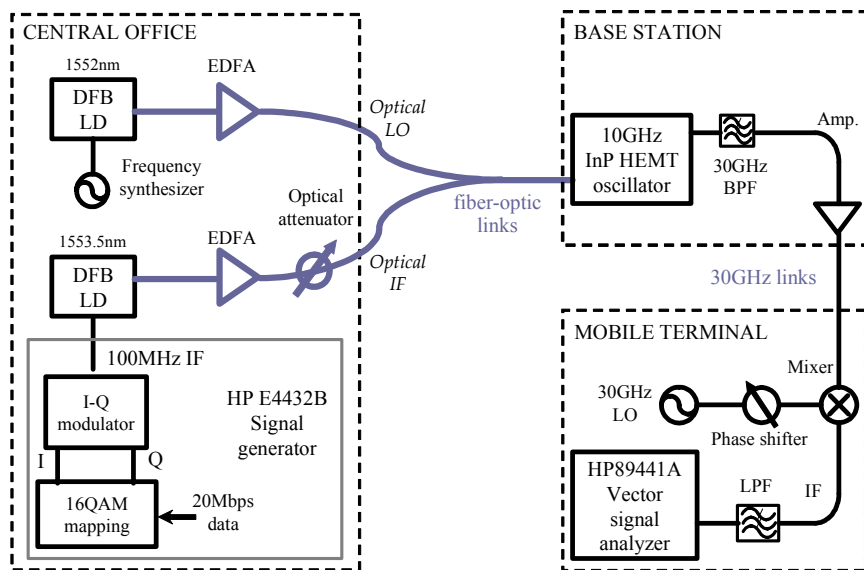 CENTRAL OFFICE
1552nm
DFB
LD
EDFA
Optical
LO
Frequency
synthesizer
Optical
attenuator
1553.5nm
DFB
LD
EDFA
Optical
IF
fiber-optic
links
100MHz IF
I-Q
modulator
HP E4432B
Signal
generator
I
Q
16QAM
mapping
20Mbps
data
BASE STATION
10GHz
InP HEMT
oscillator
30GHz
BPF
Amp.
30GHz links
MOBILE TERMINAL
Mixer
30GHz
LO
Phase shifter
HP89441A
Vector
signal
analyzer
LPF
IF